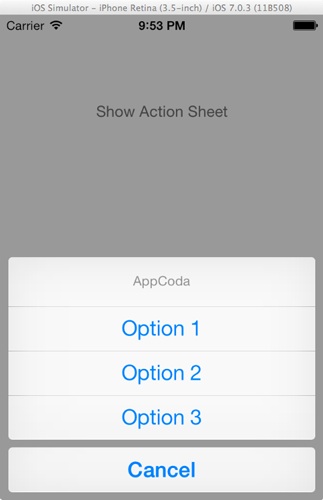 iOS Simulator – iPhone Retina (3.5-inch) / iOS 7.0.3 (11B508)
Carrier 9:53 PM
Show Action Sheet
AppCoda
Option 1
Option 2
Option 3
Cancel